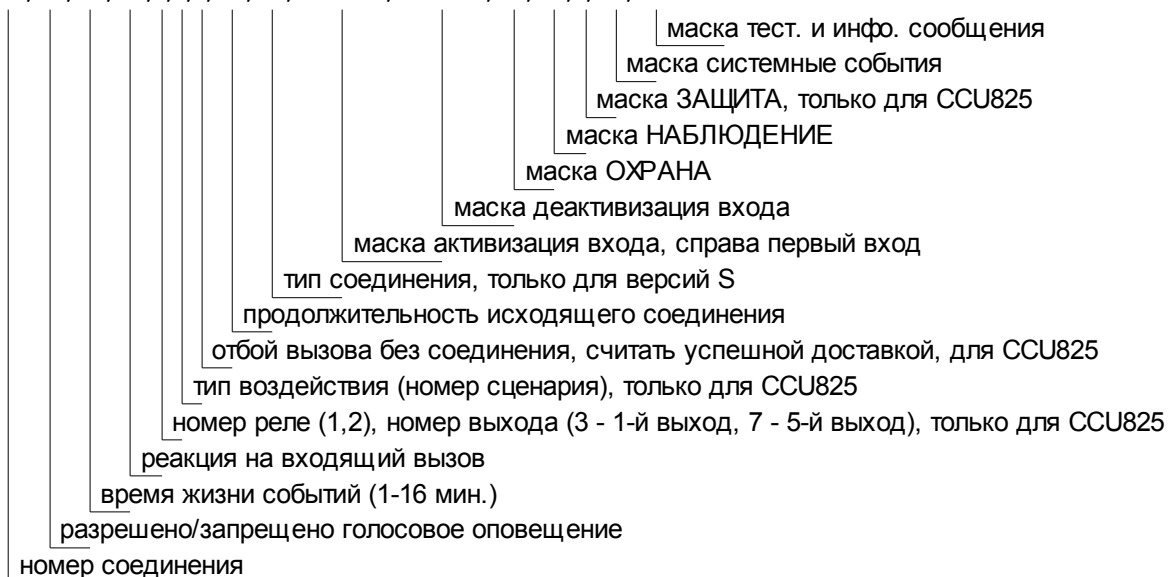 маска тест. и инфо. сообщения
маска системные события
маска ЗАЩИТА, только для CCU825
маска НАБЛЮДЕНИЕ
маска ОХРАНА
маска деактивизация входа
маска активизация входа, справа первый вход
тип соединения, только для версий S
продолжительность исходящего соединения
отбой вызова без соединения, считать успешной доставкой, для CCU825
тип воздействия (номер сценария), только для CCU825
номер реле (1,2), номер выхода (3 - 1-й выход, 7 - 5-й выход), только для CCU825
реакция на входящий вызов
время жизни событий (1-16 мин.)
разрешено/запрещено голосовое оповещение
номер соединения